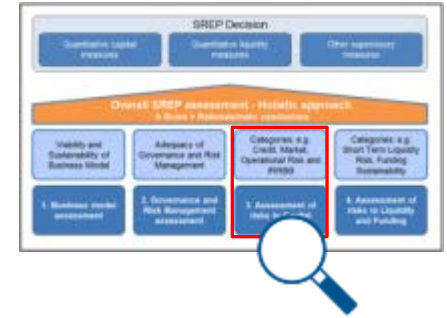 SREP Decision
Quantitative capital
measures
Quantitative liquidity
measures
Other supervisory
measures
Overall SREP assessment - Holistic approach
Viability and
Sustainability of
Business Model
Adequacy of
Governance and Risk
Management
Categories: e.g.
Credit, Market,
Operational Risk and
IRRBB
Categories: e.g.
Short Term Liquidity
Risk, Funding
Sustainability
1. Business model
assessment
2. Governance and
Risk Management
assessment
3. Assessment of
risks to Capital
4. Assessment of
risks to Liquidity
and Funding